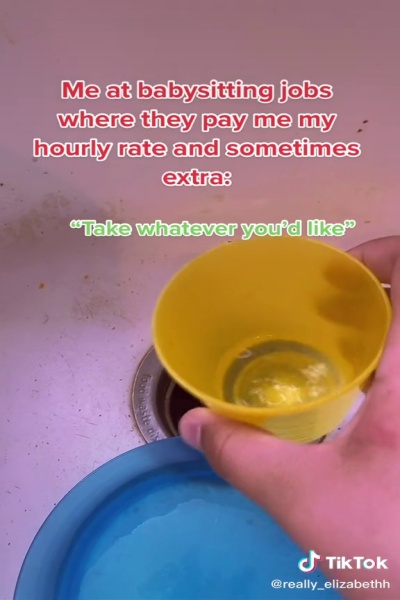 Me at babysitting jobs
where they pay me my
hourly rate and sometimes
extra:
“Take whatever you’d like”
TikTok
@really_elizabethh